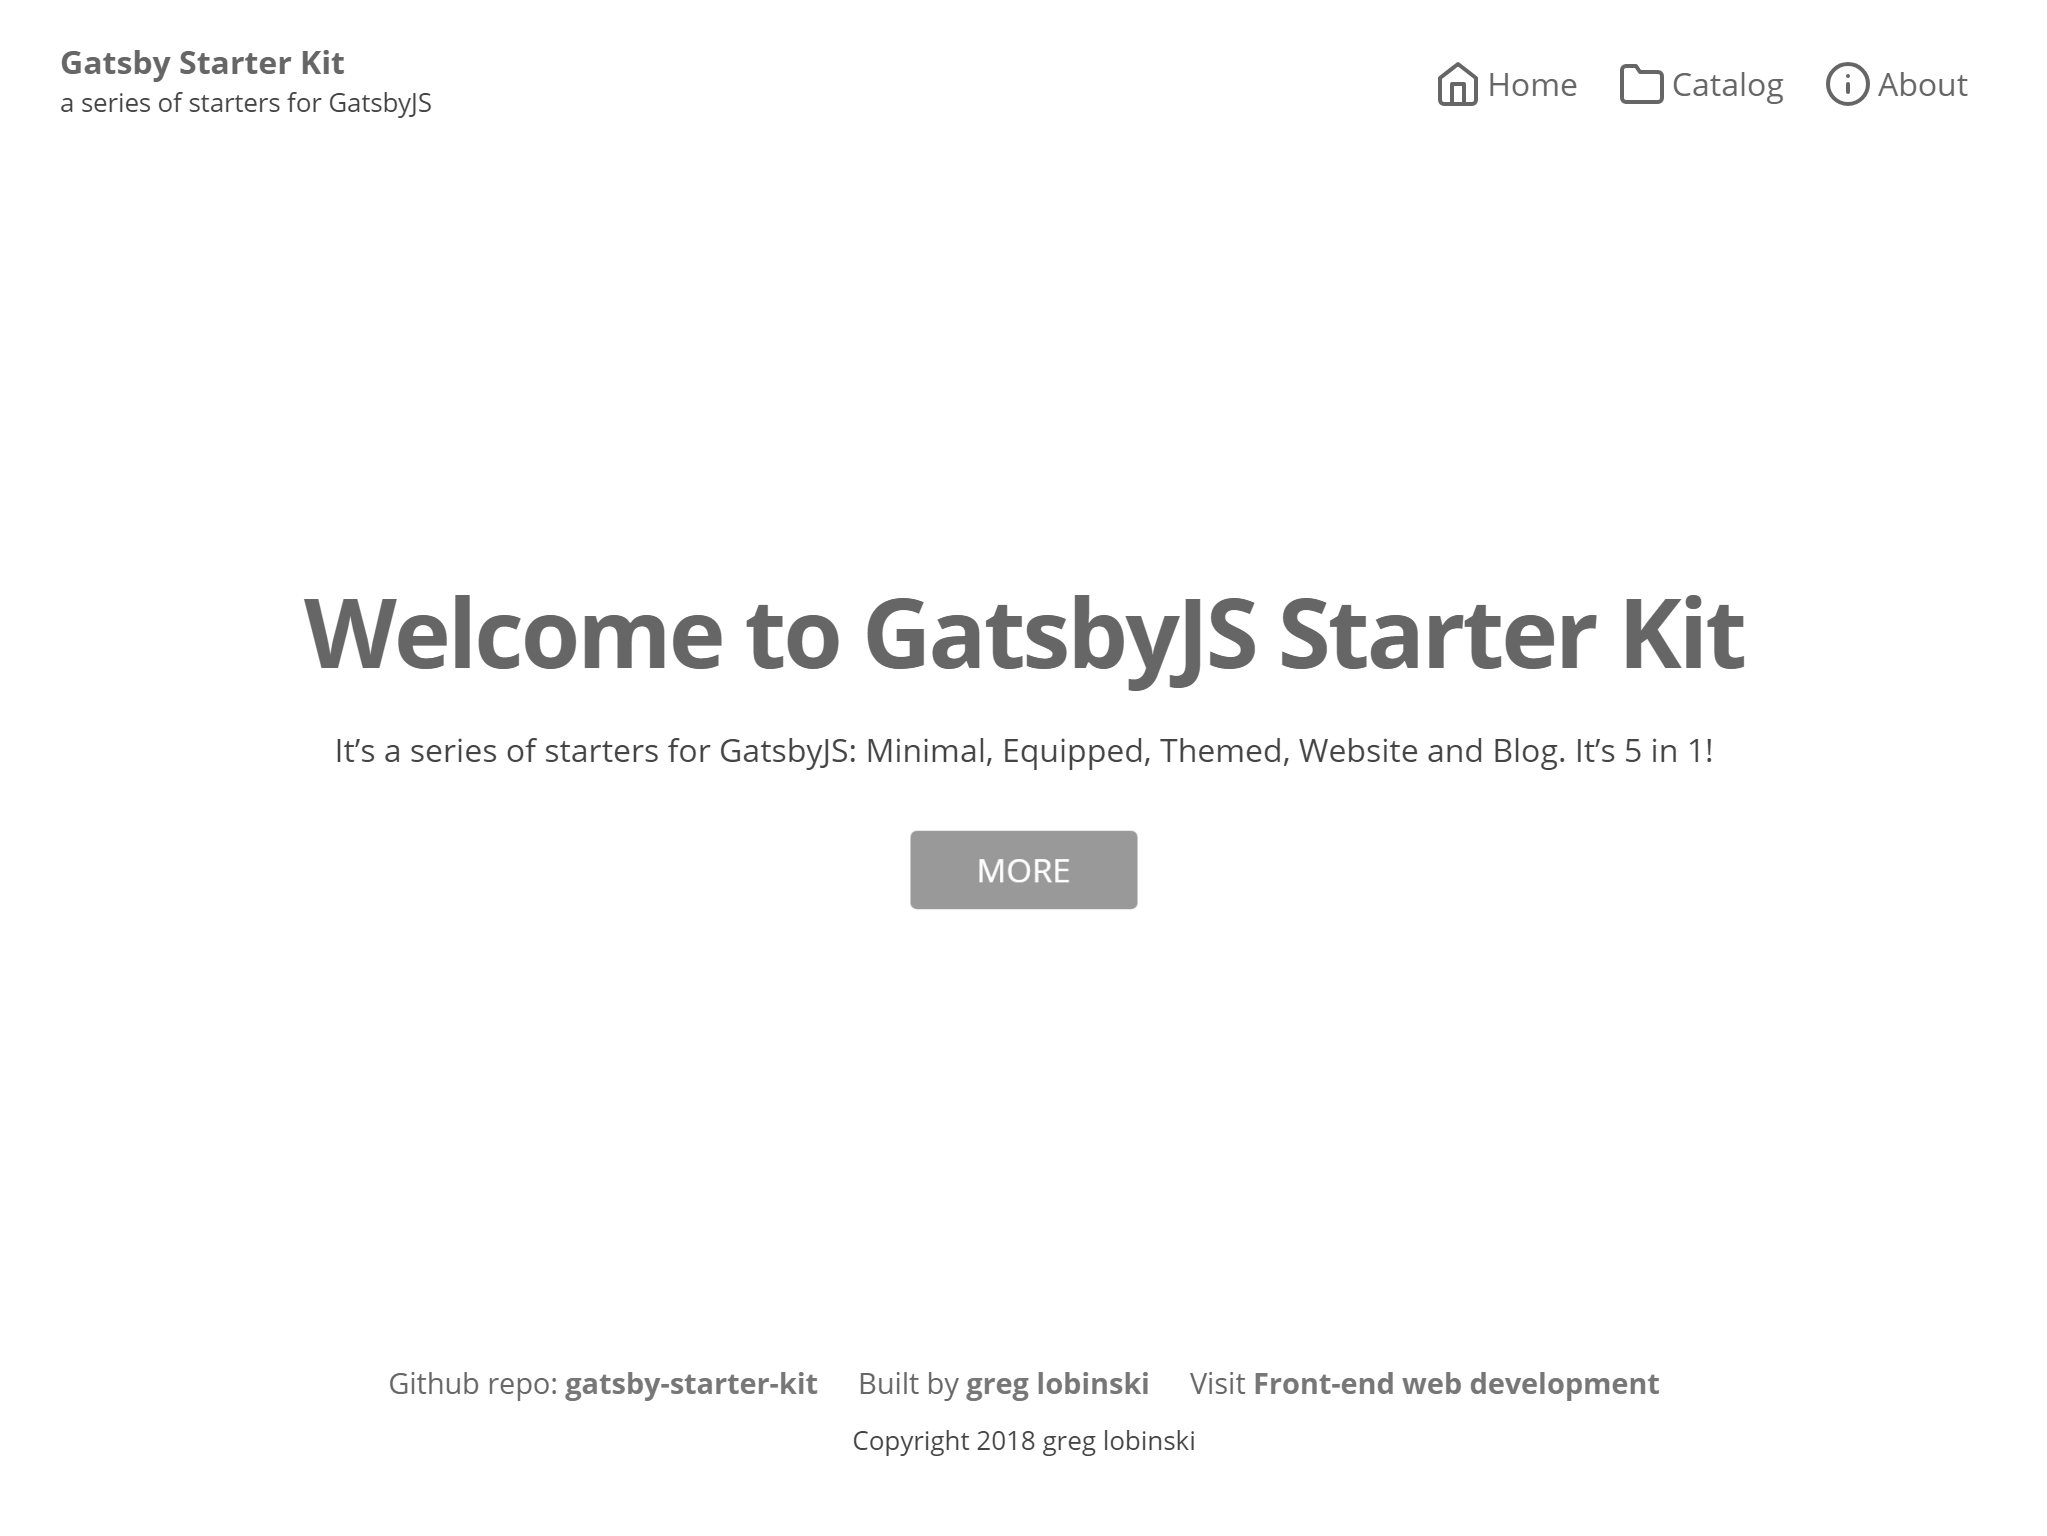 Gatsby Starter Kit
a series of starters for GatsbyJS
Home Catalog About
Welcome to GatsbyJS Starter Kit
It’s a series of starters for GatsbyJS: Minimal, Equipped, Themed, Website and Blog. It’s 5 in 1!
MORE
Github repo: gatsby-starter-kit Built by greg lobinski Visit Front-end web development
Copyright 2018 greg lobinski